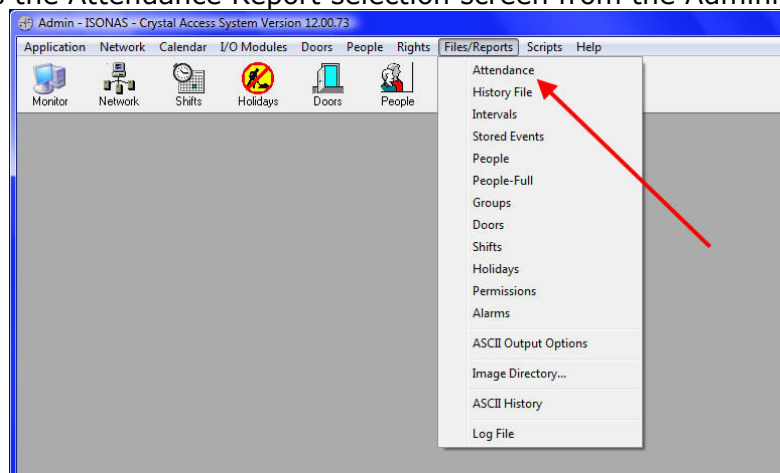 the Attendance Report Selection screen from the
Admin - ISONAS - Crystal Access System Version 12.00.73
Application Network Calendar I/O Modules Doors People Rights Files/Reports Scripts Help
Monitor Network Shifts Holidays Doors People
Attendance
History File
Intervals
Stored Events
People
People-Full
Groups
Doors
Shifts
Holidays
Permissions
Alarms
ASCII Output Options
Image Directory...
ASCII History
Log File